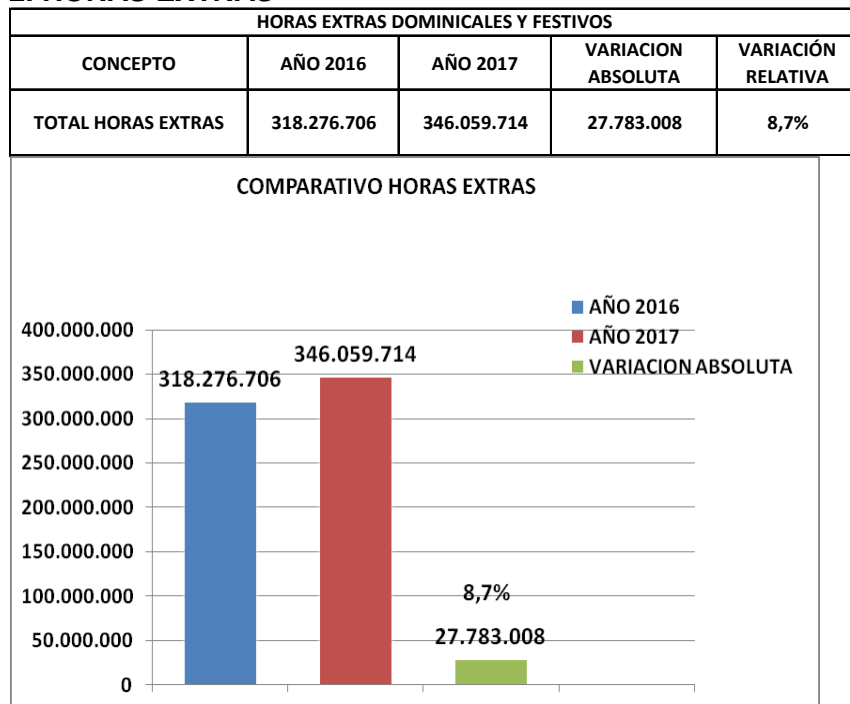 HORAS EXTRAS DOMINICALES Y FESTIVOS
CONCEPTO AÑO 2016 AÑO 2017 VARIACION ABSOLUTA VARIACIÓN RELATIVA
TOTAL HORAS EXTRAS 318.276.706 346.059.714 27.783.008 8,7%
COMPARATIVO HORAS EXTRAS
AÑO 2016
AÑO 2017
VARIACION ABSOLUTA
400.000.000
350.000.000
300.000.000
250.000.000
200.000.000
150.000.000
100.000.000
50.000.000
0
318.276.706
346.059.714
8,7%
27.783.008